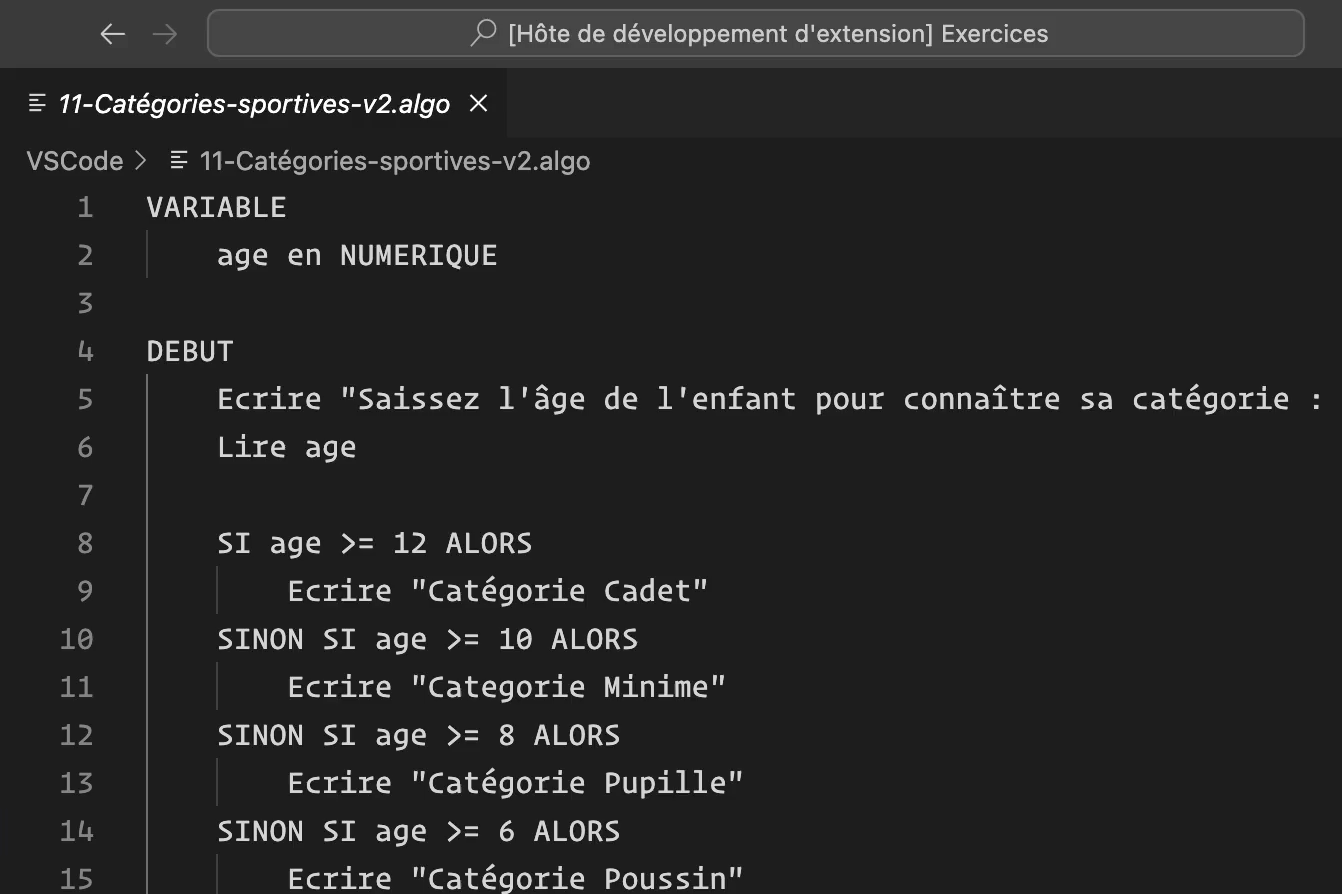 [Hôte de développement d'extension] Exercices
11-Catégories-sportives-v2.algo
VSCode > 11-Catégories-sportives-v2.algo
1 VARIABLE
2 age en NUMERIQUE
3
4 DEBUT
5 Ecrire "Saissez l'âge de l'enfant pour connaître sa catégorie :
6 Lire age
7
8 SI age >= 12 ALORS
9 Ecrire "Catégorie Cadet"
10 SINON SI age >= 10 ALORS
11 Ecrire "Categorie Minime"
12 SINON SI age >= 8 ALORS
13 Ecrire "Catégorie Pupille"
14 SINON SI age >= 6 ALORS
15 Ecrire "Catégorie Poussin"